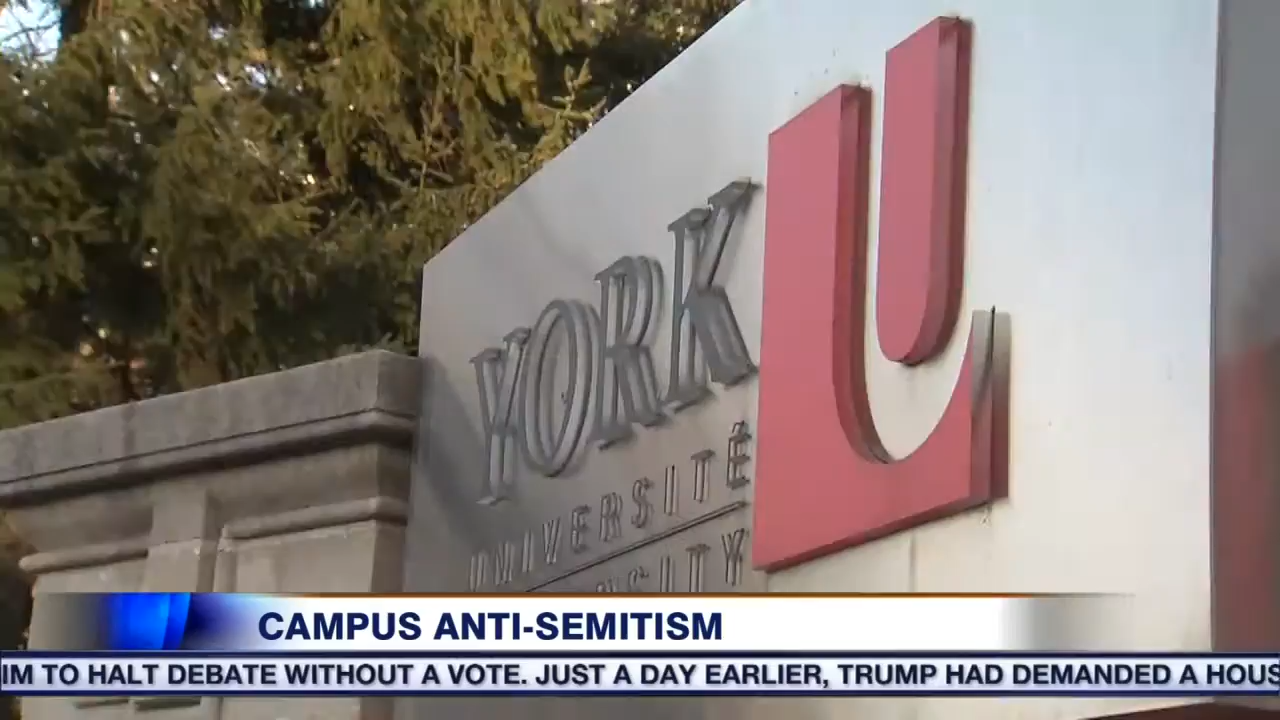 YORK
UNIVERSITÉ
U
CAMPUS ANTI-SEMITISM
IM TO HALT DEBATE WITHOUT A VOTE. JUST A DAY EARLIER, TRUMP HAD DEMANDED A HOUS